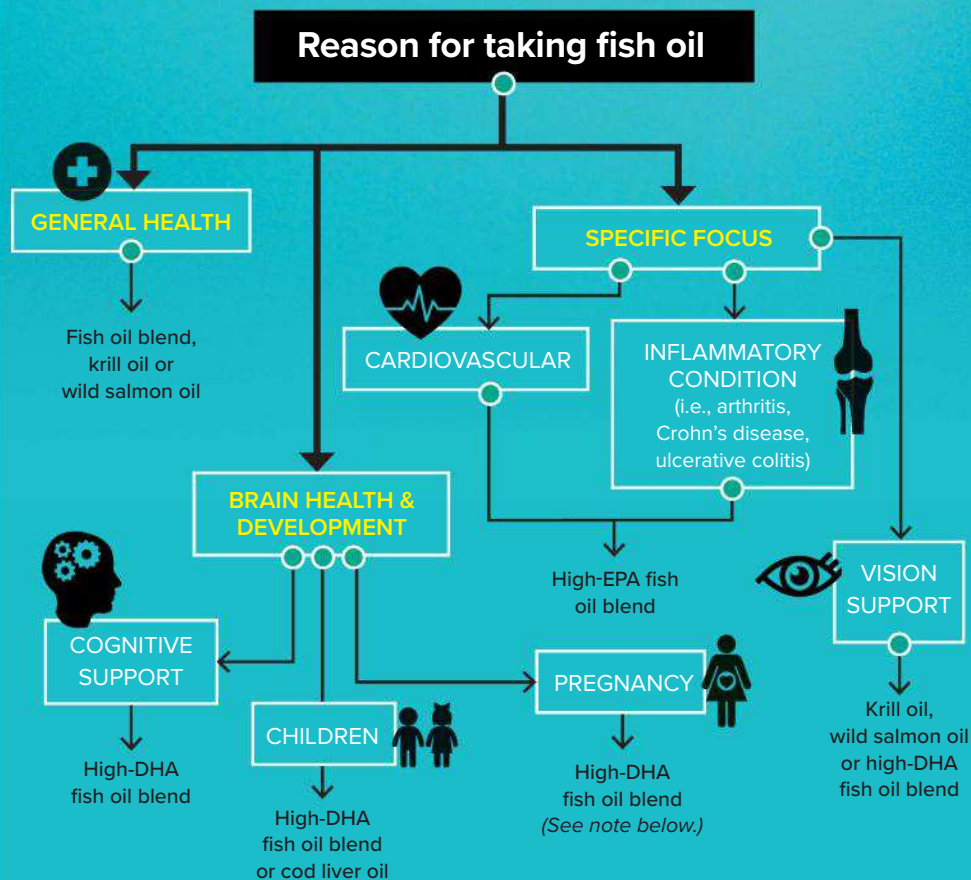 Reason for taking fish oil
GENERAL HEALTH
Fish oil blend,
krill oil or
wild salmon oil
SPECIFIC FOCUS
CARDIOVASCULAR
INFLAMMATORY
CONDITION
(i.e., arthritis,
Crohn's disease,
ulcerative colitis)
High-EPA fish
oil blend
VISION
SUPPORT
Krill oil,
wild salmon oil
or high-DHA
fish oil blend
BRAIN HEALTH &
DEVELOPMENT
COGNITIVE
SUPPORT
High-DHA
fish oil blend
CHILDREN
High-DHA
fish oil blend
or cod liver oil
PREGNANCY
High-DHA
fish oil blend
(See note below.)